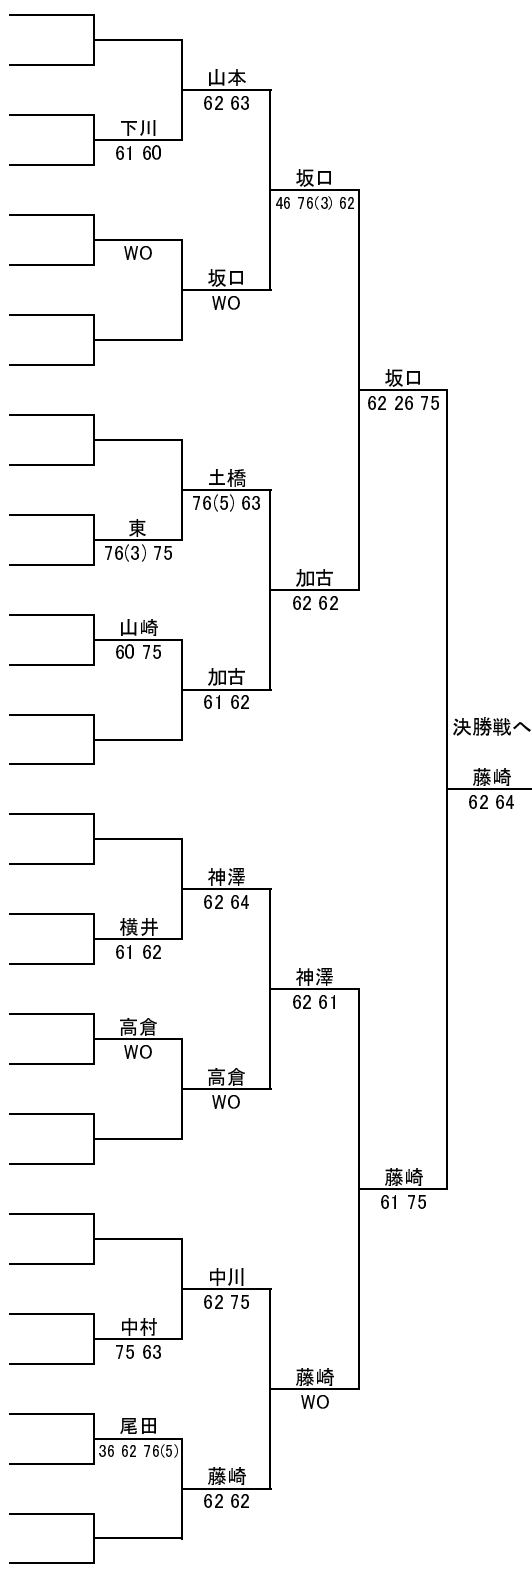 山本
62 63
下川
61 60
坂口
46 76(3) 62
WO
坂口
WO
坂口
62 26 75
土橋
76(5) 63
東
76(3) 75
加古
62 62
山崎
60 75
加古
61 62
決勝戦へ
藤崎
62 64
神澤
62 64
横井
61 62
神澤
62 61
高倉
WO
高倉
WO
藤崎
61 75
中川
62 75
中村
75 63
藤崎
WO
尾田
36 62 76(5)
藤崎
62 62